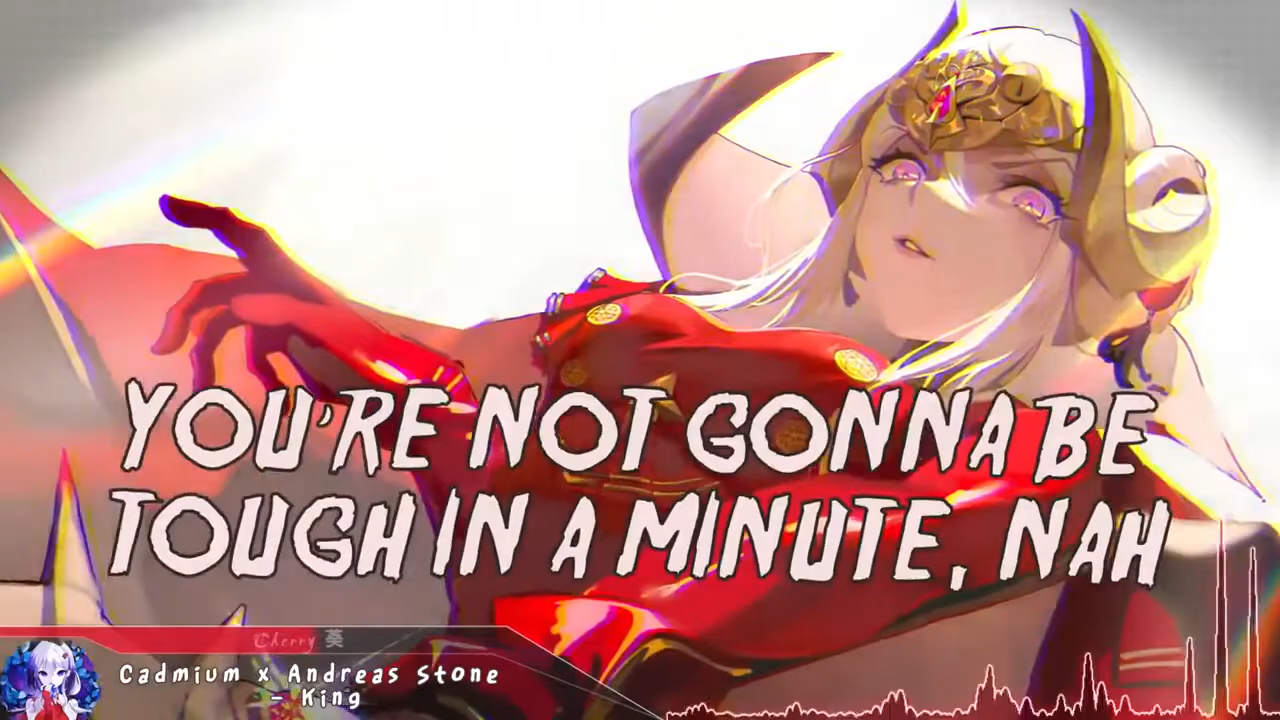 YOU'RE NOT GONNA BE
TOUGH IN A MINUTE, NAH
Cherry 葵
Cadmium x Andreas Stone
- King